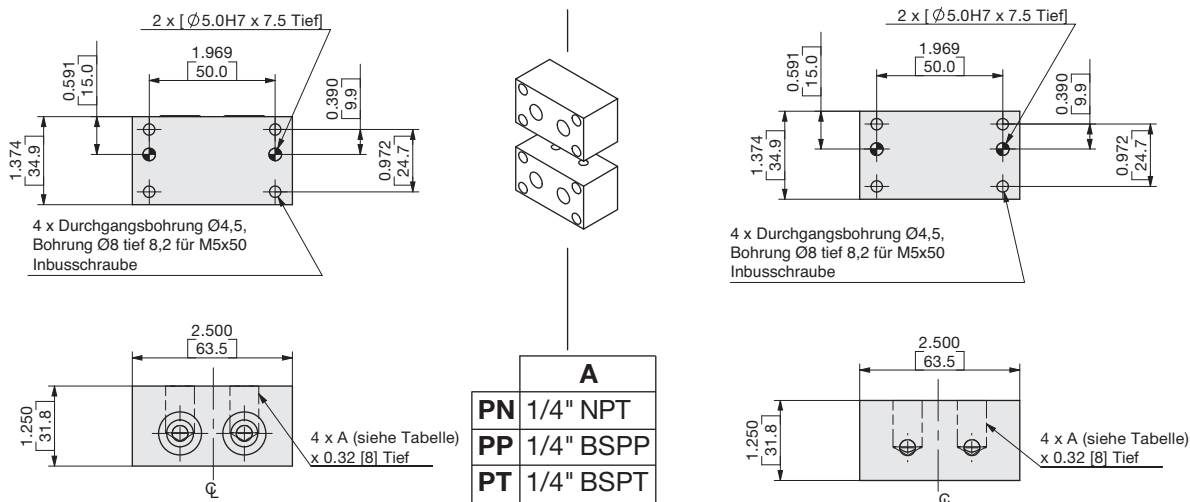 2 x [ Ø5.0H7 x 7.5 Tief]
1.969
50.0
0.591
15.0
0.390
9.9
1.374
34.9
0.972
24.7
4 x Durchgangsbohrung Ø4,5,
Bohrung Ø8 tief 8,2 für M5x50
Inbusschraube
2.500
63.5
1.250
31.8
4 x A (siehe Tabelle)
x 0.32 [8] Tief
℄
A
PN 1/4" NPT
PP 1/4" BSPP
PT 1/4" BSPT
2 x [ Ø5.0H7 x 7.5 Tief]
1.969
50.0
0.591
15.0
0.390
9.9
1.374
34.9
0.972
24.7
4 x Durchgangsbohrung Ø4,5,
Bohrung Ø8 tief 8,2 für M5x50
Inbusschraube
2.500
63.5
1.250
31.8
4 x A (siehe Tabelle)
x 0.32 [8] Tief
℄